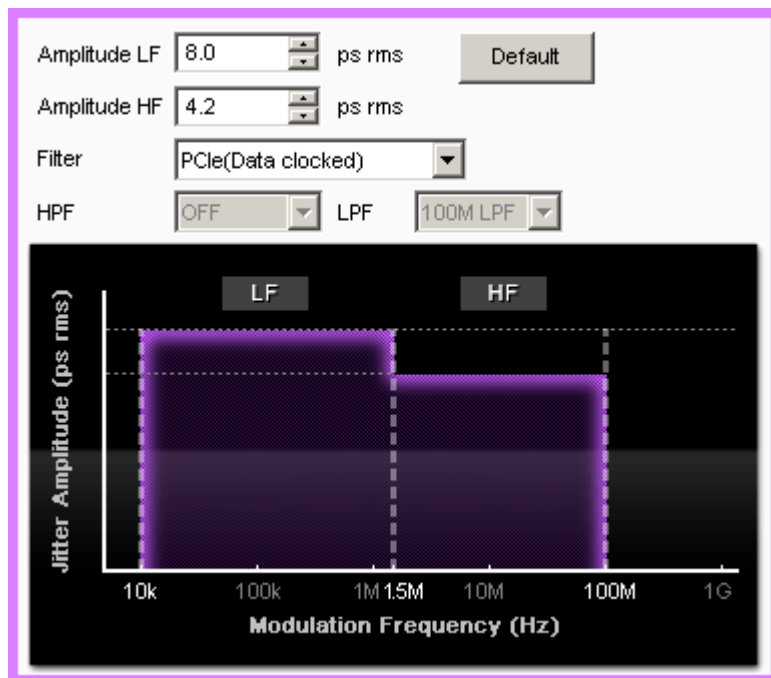 Amplitude LF 8.0 ps rms Default
Amplitude HF 4.2 ps rms
Filter PCIe(Data clocked)
HPF OFF LPF 100M LPF
LF HF
Jitter Amplitude (ps rms)
10k 100k 1M 1.5M 10M 100M 1G
Modulation Frequency (Hz)